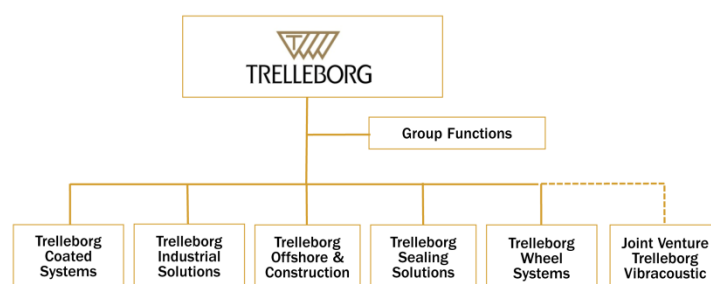 TRELLEBORG
Group Functions
Trelleborg
Coated
Systems
Trelleborg
Industrial
Solutions
Trelleborg
Offshore &
Construction
Trelleborg
Sealing
Solutions
Trelleborg
Wheel
Systems
Joint Venture
Trelleborg
Vibracoustic